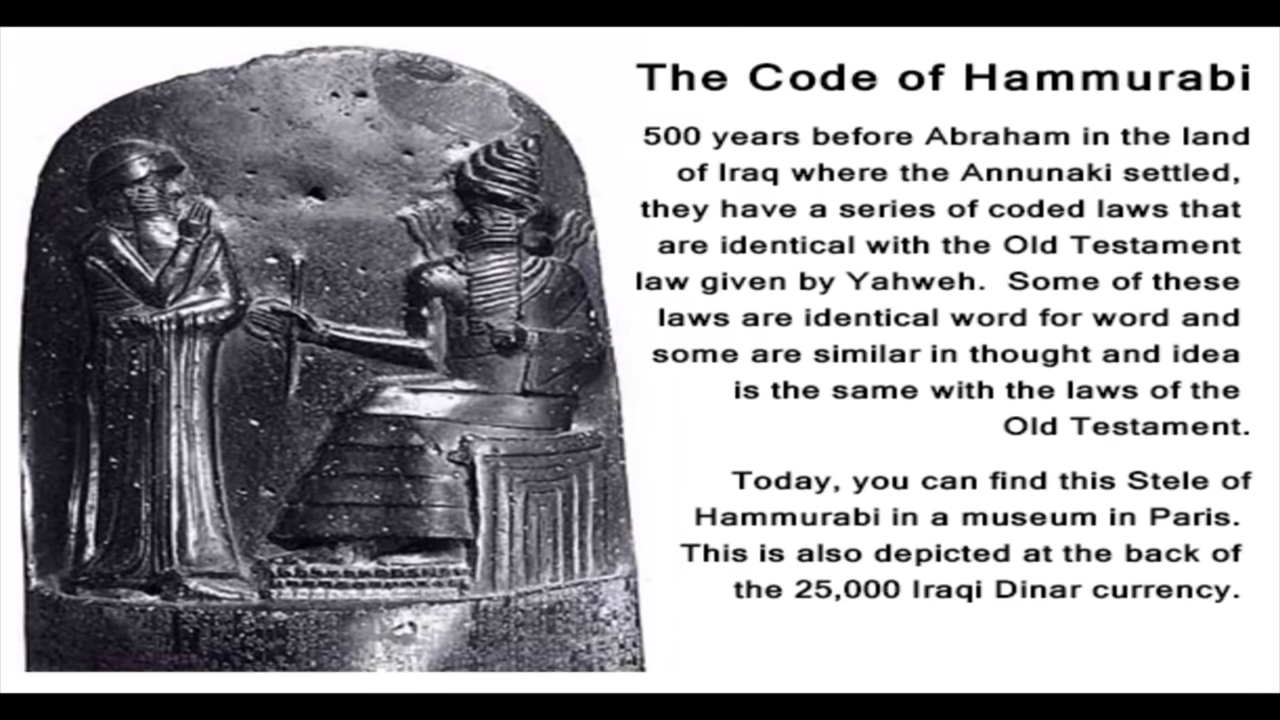 The Code of Hammurabi
500 years before Abraham in the land
of Iraq where the Annunaki settled,
they have a series of coded laws that
are identical with the Old Testament
law given by Yahweh. Some of these
laws are identical word for word and
some are similar in thought and idea
is the same with the laws of the
Old Testament.
Today, you can find this Stele of
Hammurabi in a museum in Paris.
This is also depicted at the back of
the 25,000 Iraqi Dinar currency.